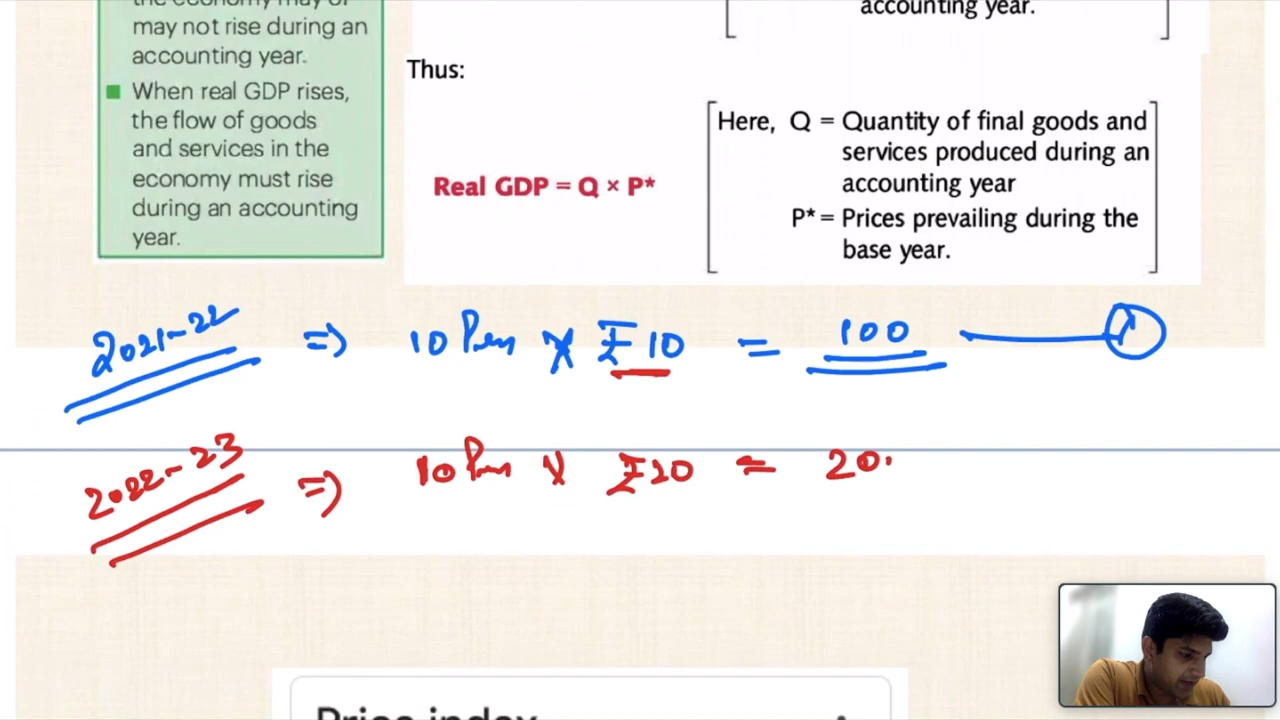 the economy may or
may not rise during an
accounting year.
When real GDP rises,
the flow of goods
and services in the
economy must rise
during an accounting
year.
accounting year.
Thus:
Real GDP = Q × P*
Here, Q = Quantity of final goods and
services produced during an
accounting year
P* = Prices prevailing during the
base year.
2021-22 => 10 Pen × ₹10 = 100 1
2022-23 => 10 Pen × ₹20 = 20
Price index